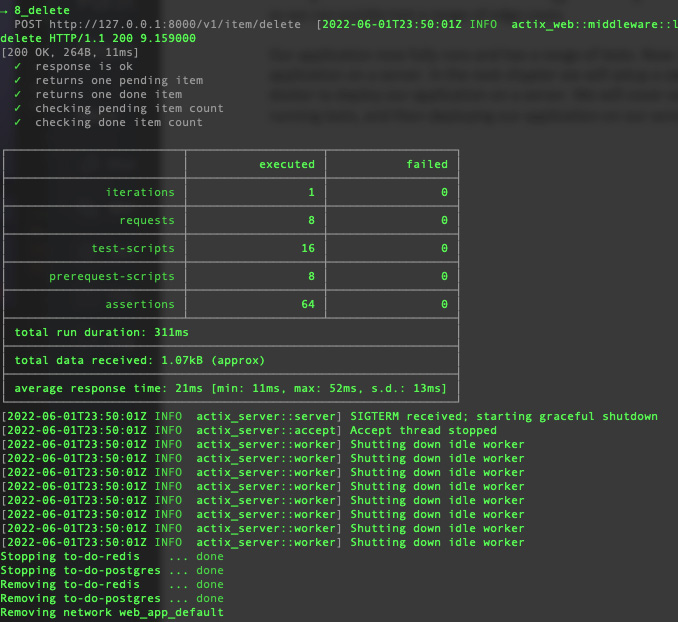 → 8_delete
POST http://127.0.0.1:8000/v1/item/delete [2022-06-01T23:50:01Z INFO actix_web::middleware::l
delete HTTP/1.1 200 9.159000
[200 OK, 264B, 11ms]
✓ response is ok
✓ returns one pending item
✓ returns one done item
✓ checking pending item count
✓ checking done item count
executed failed
iterations 1 0
requests 8 0
test-scripts 16 0
prerequest-scripts 8 0
assertions 64 0
total run duration: 311ms
total data received: 1.07kB (approx)
average response time: 21ms [min: 11ms, max: 52ms, s.d.: 13ms]
[2022-06-01T23:50:01Z INFO actix_server::server] SIGTERM received; starting graceful shutdown
[2022-06-01T23:50:01Z INFO actix_server::accept] Accept thread stopped
[2022-06-01T23:50:01Z INFO actix_server::worker] Shutting down idle worker
[2022-06-01T23:50:01Z INFO actix_server::worker] Shutting down idle worker
[2022-06-01T23:50:01Z INFO actix_server::worker] Shutting down idle worker
[2022-06-01T23:50:01Z INFO actix_server::worker] Shutting down idle worker
[2022-06-01T23:50:01Z INFO actix_server::worker] Shutting down idle worker
[2022-06-01T23:50:01Z INFO actix_server::worker] Shutting down idle worker
[2022-06-01T23:50:01Z INFO actix_server::worker] Shutting down idle worker
[2022-06-01T23:50:01Z INFO actix_server::worker] Shutting down idle worker
Stopping to-do-redis ... done
Stopping to-do-postgres ... done
Removing to-do-redis ... done
Removing to-do-postgres ... done
Removing network web_app_default